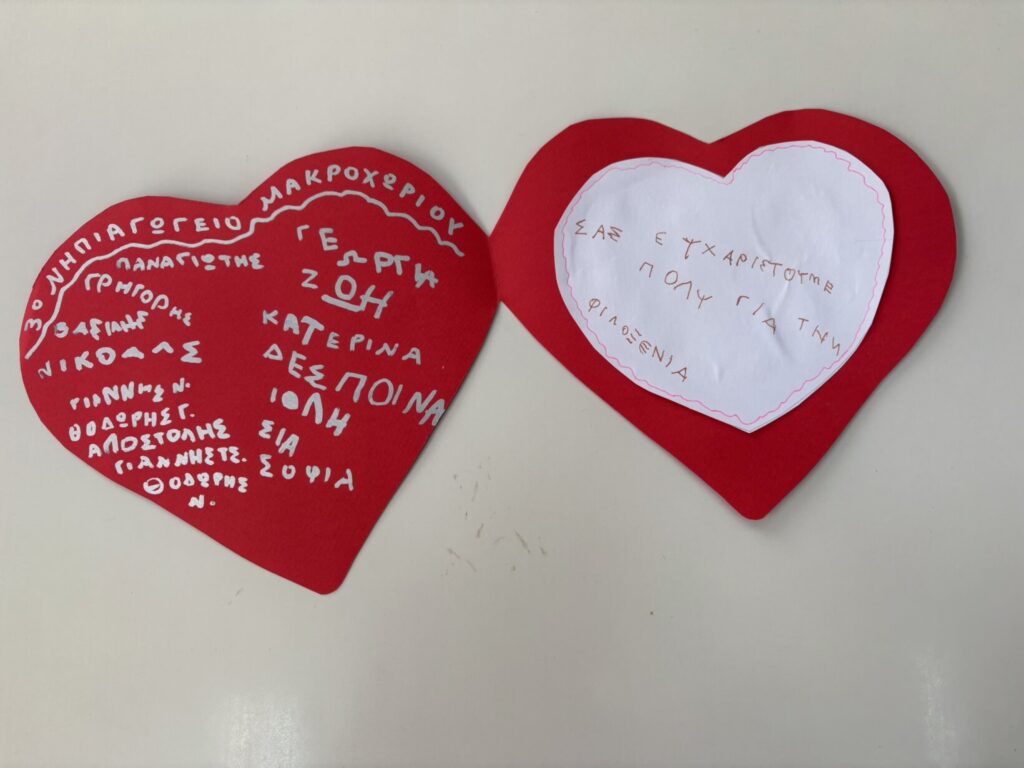 3Ο ΝΗΠΙΑΓΩΓΕΙΟ ΜΑΚΡΟΧΩΡΙΟΥ
ΠΑΝΑΓΙΩΤΗΣ
ΓΡΗΓΟΡΗΣ
ΝΙΚΟΛΑΣ
ΓΙΑΝΝΗΣ Ν.
ΘΟΔΩΡΗΣ Γ.
ΑΠΟΣΤΟΛΗΣ
ΓΙΑΝΝΗΣ ΤΣ.
ΘΟΔΩΡΗΣ
Ν.
ΓΕΩΡΓΙΑ
ΖΩΗ
ΚΑΤΕΡΙΝΑ
ΔΕΣΠΟΙΝΑ
ΙΟΛΗ
ΣΙΑ
ΣΟΦΙΑ
ΣΑΣ ΕΥΧΑΡΙΣΤΟΥΜΕ
ΠΟΛΥ ΓΙΑ ΤΗΝ
ΦΙΛΟΞΕΝΙΑ